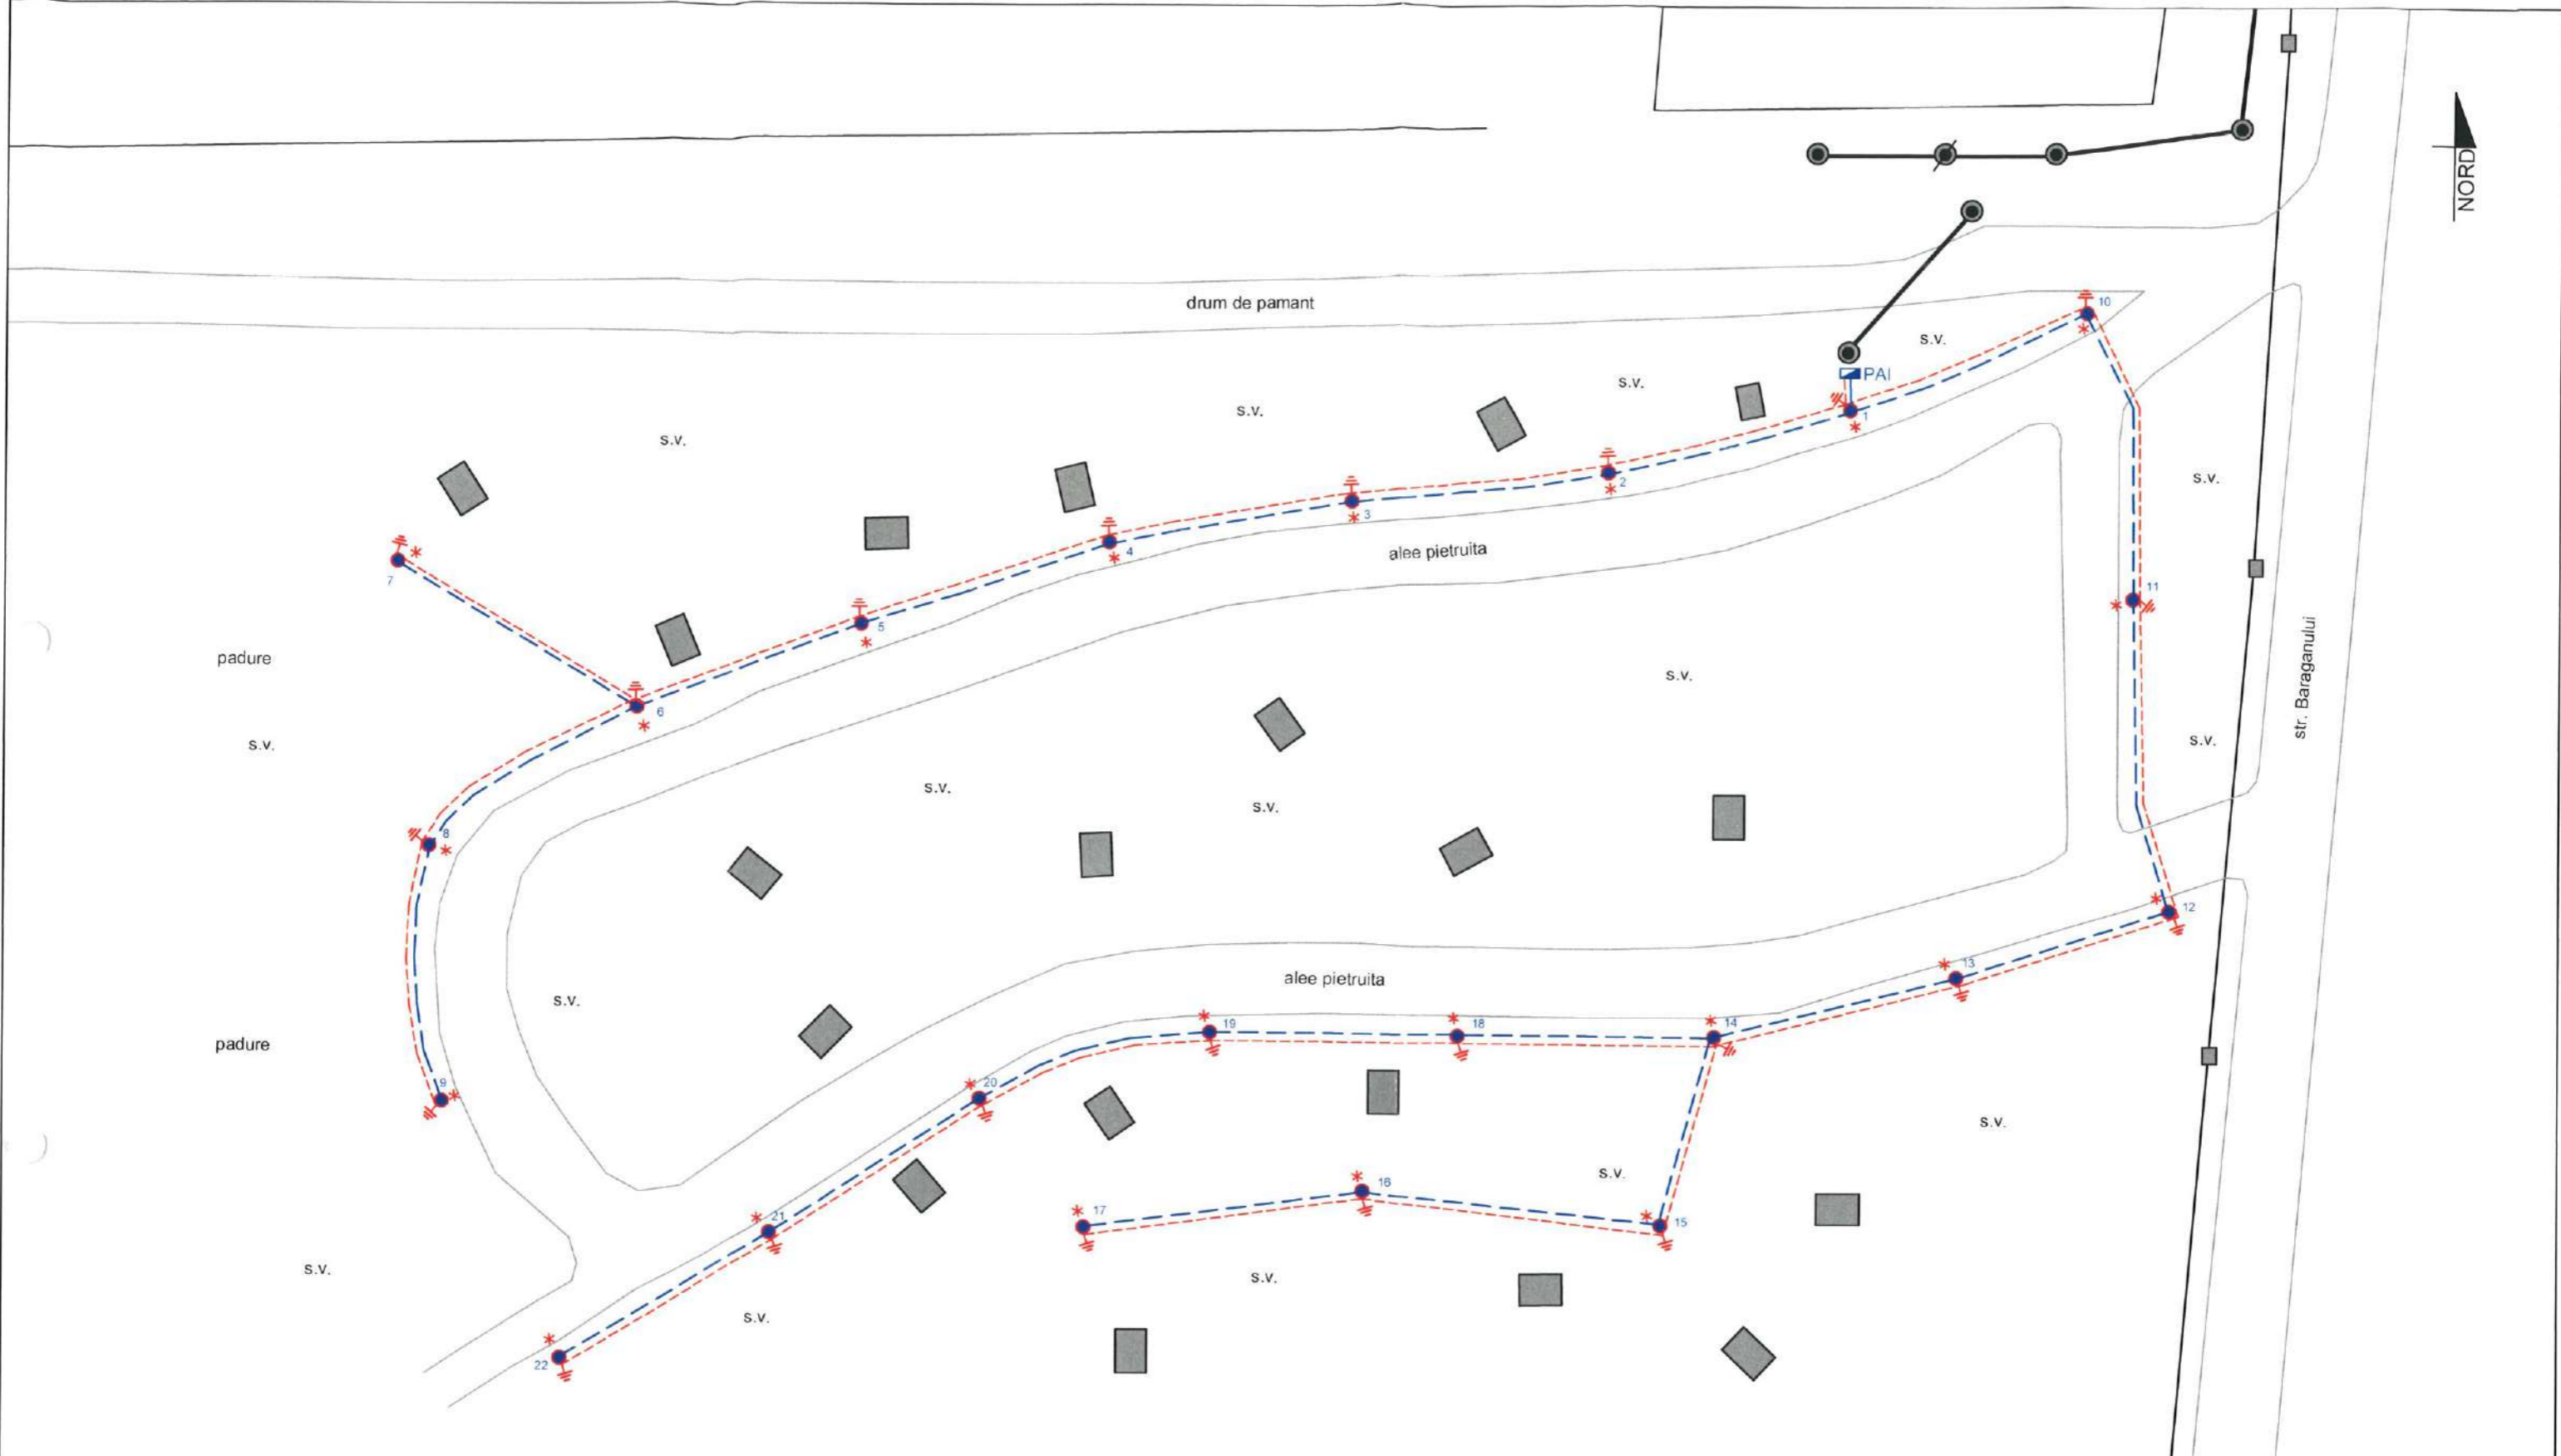 NORD
drum de pamant
10
s.v.
PAI
s.v.
s.v.
1
s.v.
2
s.v.
3
4
alee pietruita
7
11
5
padure
str. Baraganului
s.v.
6
s.v.
s.v.
s.v.
s.v.
8
12
13
alee pietruita
s.v.
14
18
19
padure
20
9
s.v.
s.v.
16
17
21
15
s.v.
s.v.
s.v.
22